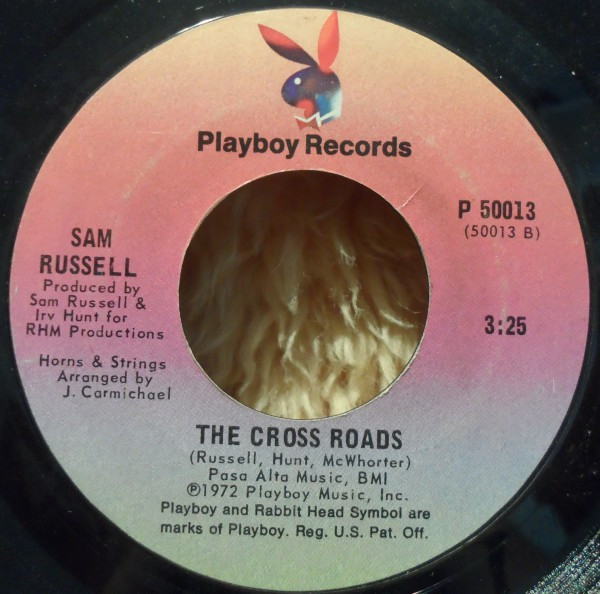 Playboy Records
P 50013
(50013 B)
SAM
RUSSELL
Produced by
Sam Russell &
Irv Hunt for
RHM Productions
3:25
Horns & Strings
Arranged by
J. Carmichael
THE CROSS ROADS
(Russell, Hunt, McWhorter)
Pasa Alta Music, BMI
℗1972 Playboy Music, Inc.
Playboy and Rabbit Head Symbol are
marks of Playboy. Reg. U.S. Pat. Off.